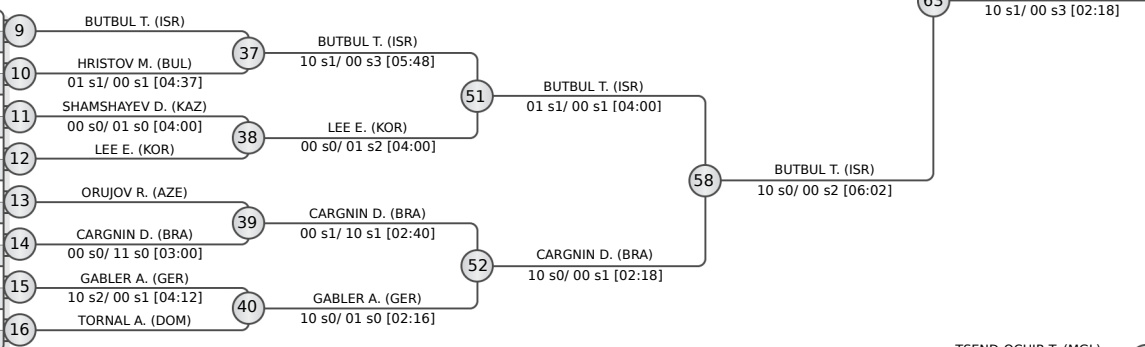 63
10 s1/ 00 s3 [02:18]
9
BUTBUL T. (ISR)
37
BUTBUL T. (ISR)
10 s1/ 00 s3 [05:48]
10
HRISTOV M. (BUL)
01 s1/ 00 s1 [04:37]
51
BUTBUL T. (ISR)
01 s1/ 00 s1 [04:00]
11
SHAMSHAYEV D. (KAZ)
00 s0/ 01 s0 [04:00]
38
LEE E. (KOR)
00 s0/ 01 s2 [04:00]
12
LEE E. (KOR)
58
BUTBUL T. (ISR)
10 s0/ 00 s2 [06:02]
13
ORUJOV R. (AZE)
39
CARGNIN D. (BRA)
00 s1/ 10 s1 [02:40]
14
CARGNIN D. (BRA)
00 s0/ 11 s0 [03:00]
52
CARGNIN D. (BRA)
10 s0/ 00 s1 [02:18]
15
GABLER A. (GER)
10 s2/ 00 s1 [04:12]
40
GABLER A. (GER)
10 s0/ 01 s0 [02:16]
16
TORNAL A. (DOM)